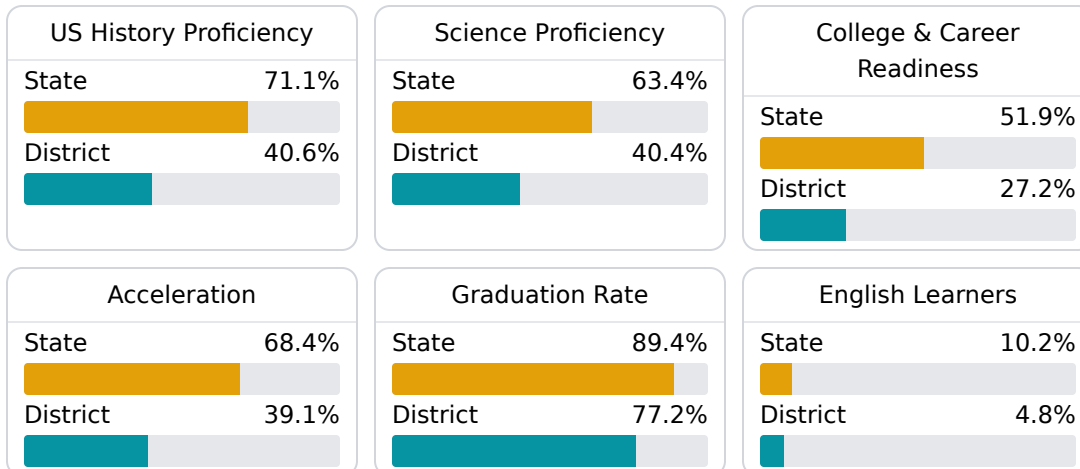 US History Proficiency
State 71.1%
District 40.6%
Science Proficiency
State 63.4%
District 40.4%
College & Career
Readiness
State 51.9%
District 27.2%
Acceleration
State 68.4%
District 39.1%
Graduation Rate
State 89.4%
District 77.2%
English Learners
State 10.2%
District 4.8%